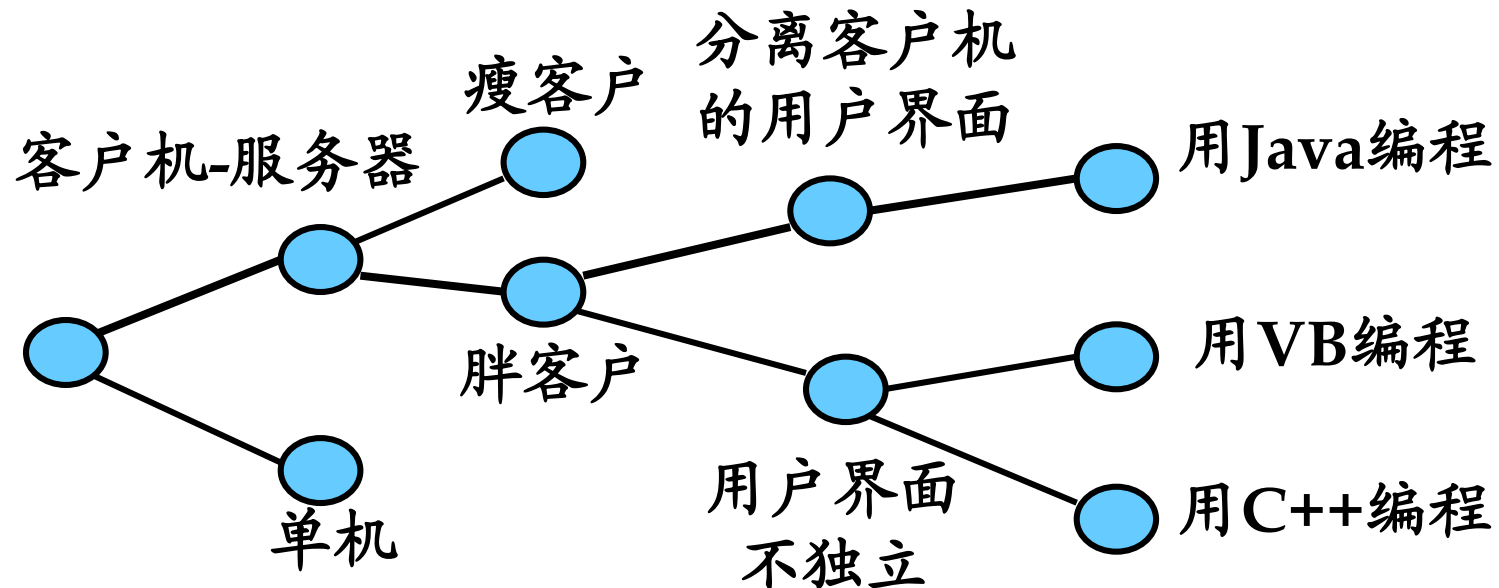 分离客户机
的用户界面
瘦客户
客户机-服务器
用Java编程
胖客户
用VB编程
用户界面
不独立
单机
用C++编程